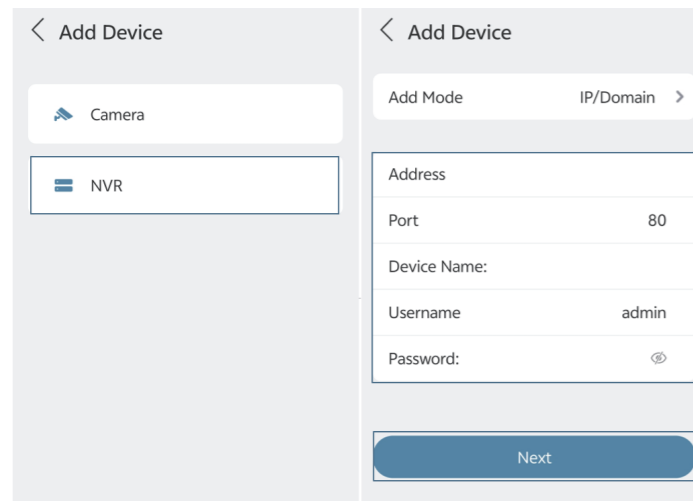 Add Device
Camera
NVR
Add Device
Add Mode IP/Domain
Address
Port 80
Device Name:
Username admin
Password:
Next